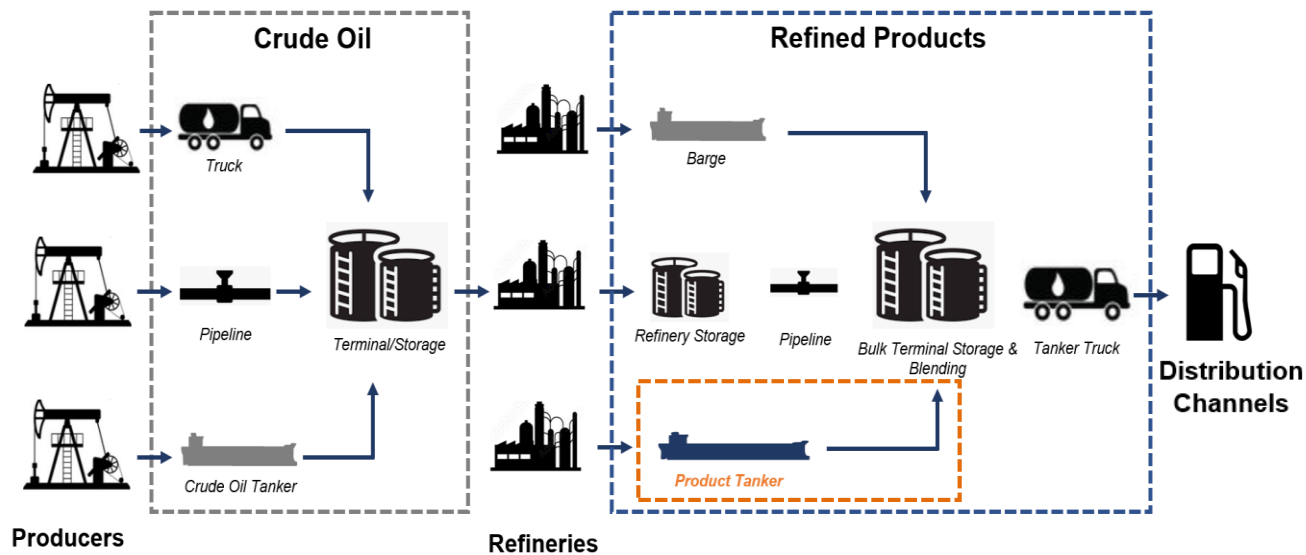 Crude Oil
Refined Products
Truck
Barge
Pipeline
Terminal/Storage
Refinery Storage
Pipeline
Bulk Terminal Storage &
Blending
Tanker Truck
Distribution
Channels
Crude Oil Tanker
Product Tanker
Producers
Refineries